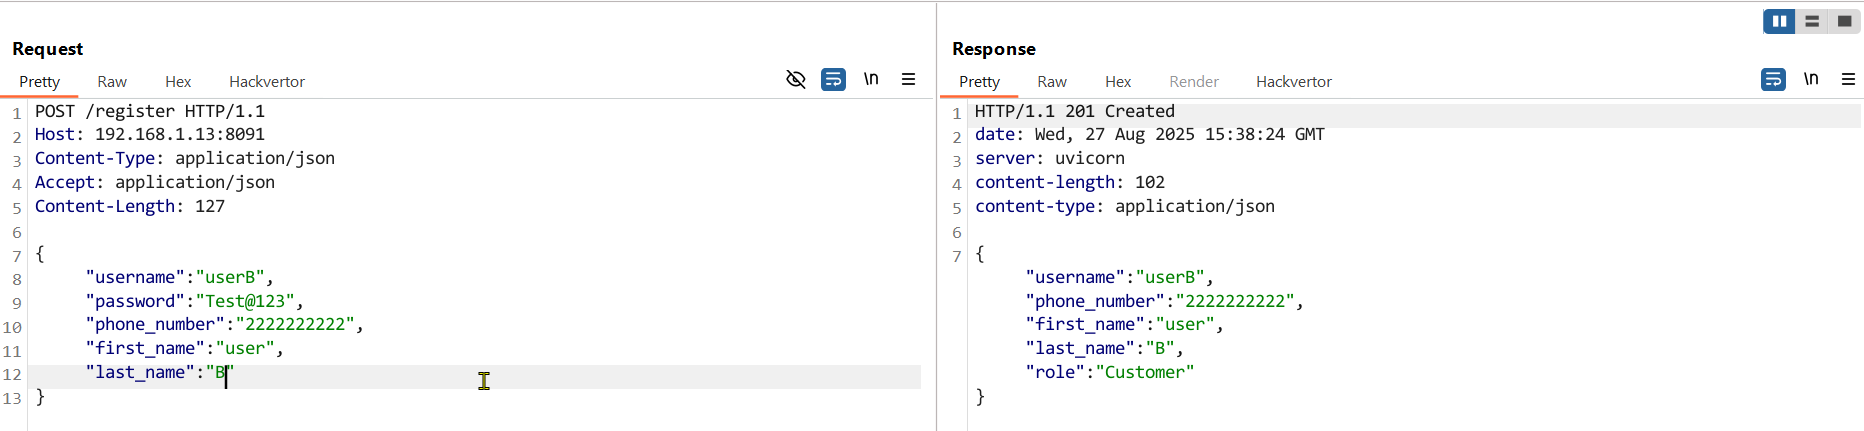 Request
Pretty Raw Hex Hackvertor \n
1 POST /register HTTP/1.1
2 Host: 192.168.1.13:8091
3 Content-Type: application/json
4 Accept: application/json
5 Content-Length: 127
6
7 {
8 "username":"userB",
9 "password":"Test@123",
10 "phone_number":"2222222222",
11 "first_name":"user",
12 "last_name":"B"
13 }
Response
Pretty Raw Hex Render Hackvertor \n
1 HTTP/1.1 201 Created
2 date: Wed, 27 Aug 2025 15:38:24 GMT
3 server: uvicorn
4 content-length: 102
5 content-type: application/json
6
7 {
"username":"userB",
"phone_number":"2222222222",
"first_name":"user",
"last_name":"B",
"role":"Customer"
}